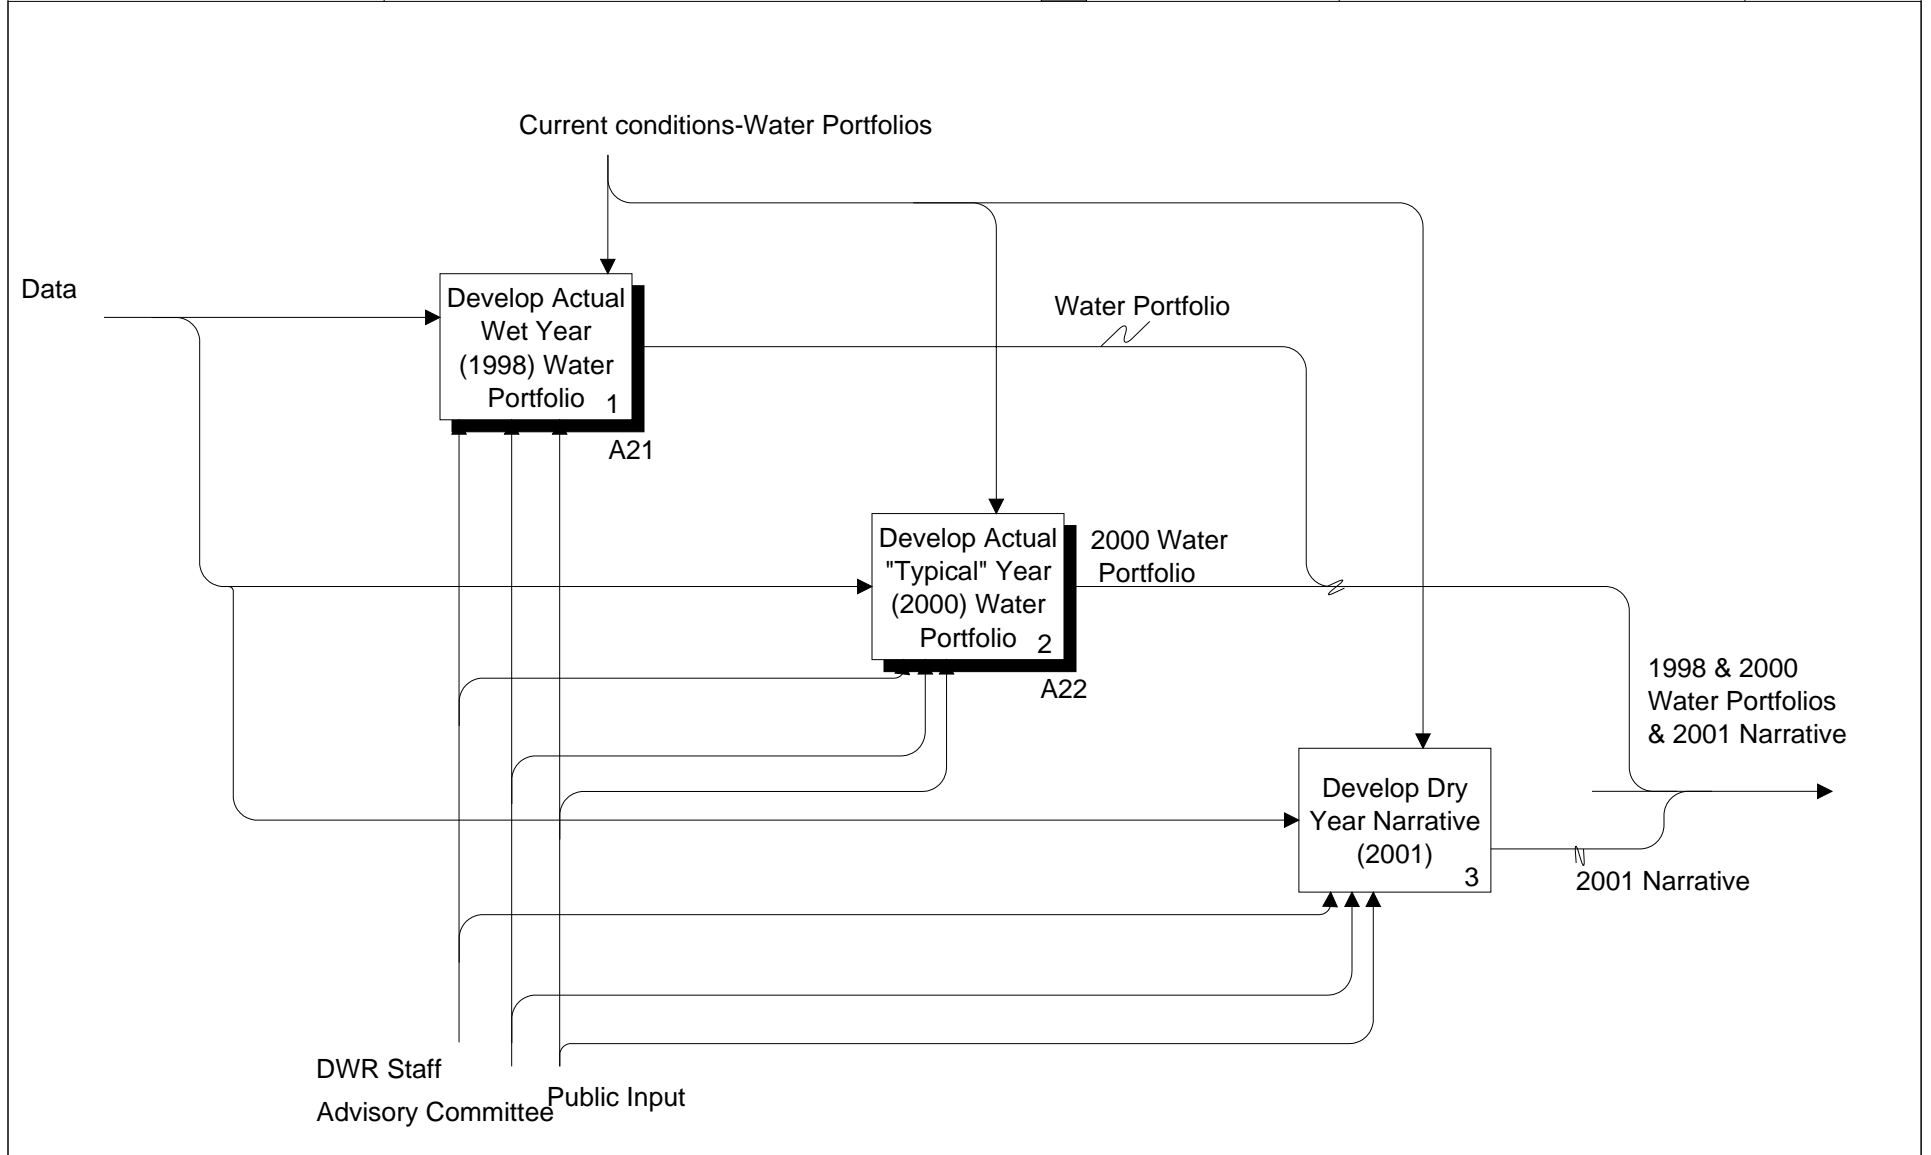 Current conditions-Water Portfolios
Data
Develop Actual
Wet Year
(1998) Water
Portfolio
1
A21
Water Portfolio
Develop Actual
"Typical" Year
(2000) Water
Portfolio
2
A22
2000 Water
Portfolio
1998 & 2000
Water Portfolios
& 2001 Narrative
Develop Dry
Year Narrative
(2001)
3
2001 Narrative
DWR Staff
Advisory Committee
Public Input